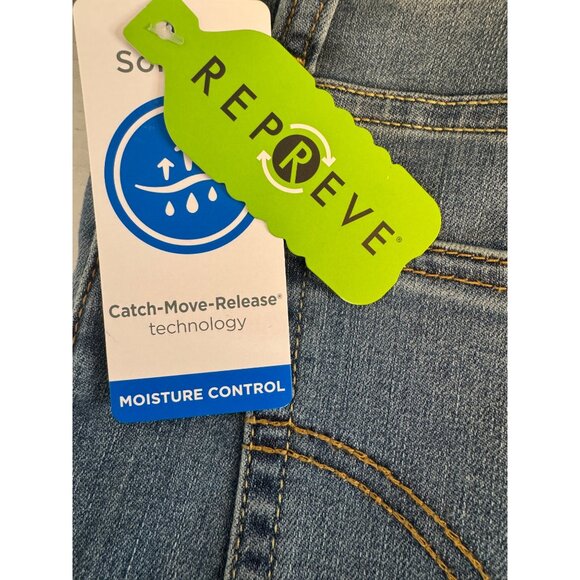 REPREVE®
Catch-Move-Release®
technology
MOISTURE CONTROL